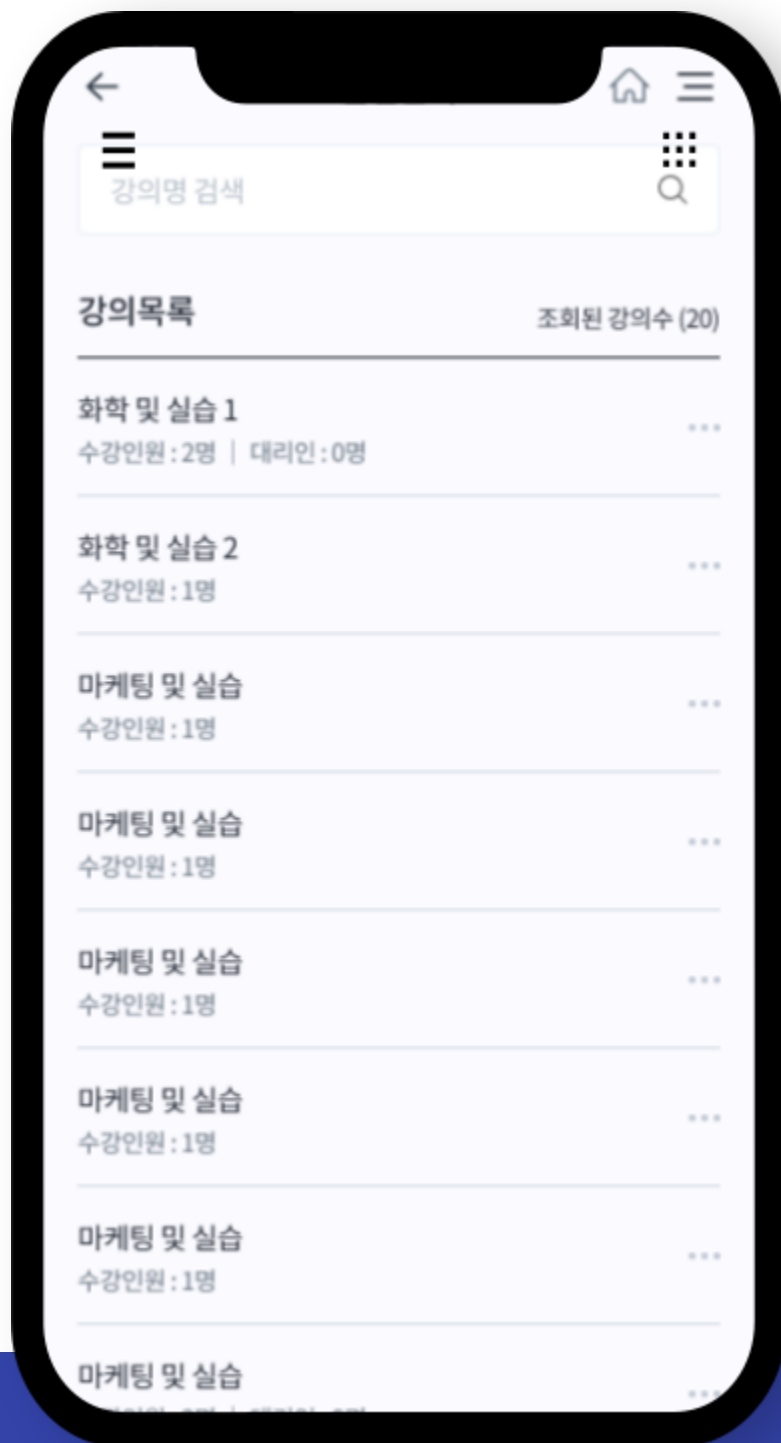 강의명 검색
강의목록
조회된 강의수 (20)
화학 및 실습 1
수강인원 : 2명 | 대리인 : 0명
화학 및 실습 2
수강인원 : 1명
마케팅 및 실습
수강인원 : 1명
마케팅 및 실습
수강인원 : 1명
마케팅 및 실습
수강인원 : 1명
마케팅 및 실습
수강인원 : 1명
마케팅 및 실습
수강인원 : 1명
마케팅 및 실습